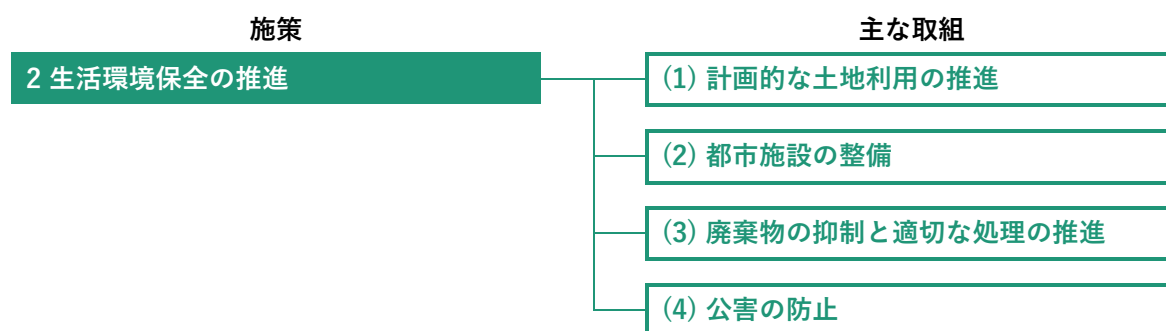 施策
主な取組
2 生活環境保全の推進
(1) 計画的な土地利用の推進
(2) 都市施設の整備
(3) 廃棄物の抑制と適切な処理の推進
(4) 公害の防止